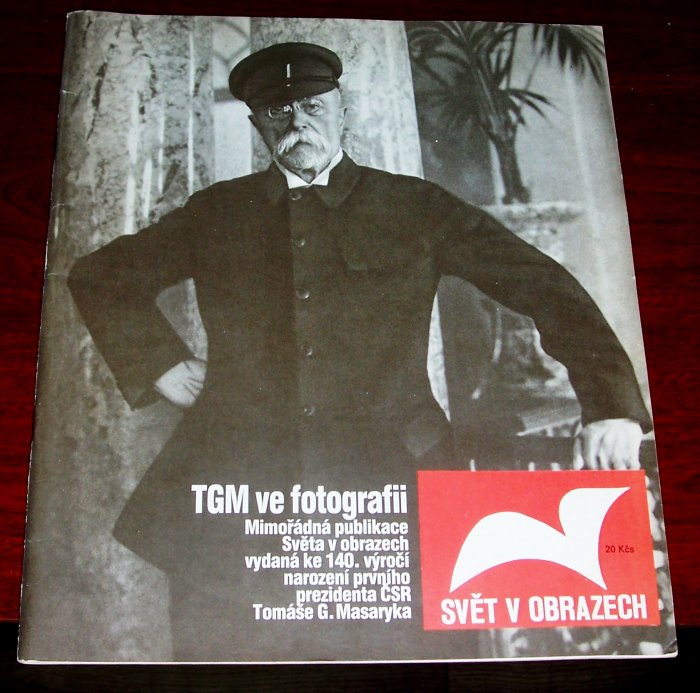 TGM ve fotografii
Mimořádná publikace
Světa v obrazech
vydaná ke 140. výročí
narození prvního
prezidenta ČSR
Tomáše G. Masaryka
20 Kčs
SVĚT V OBRAZECH